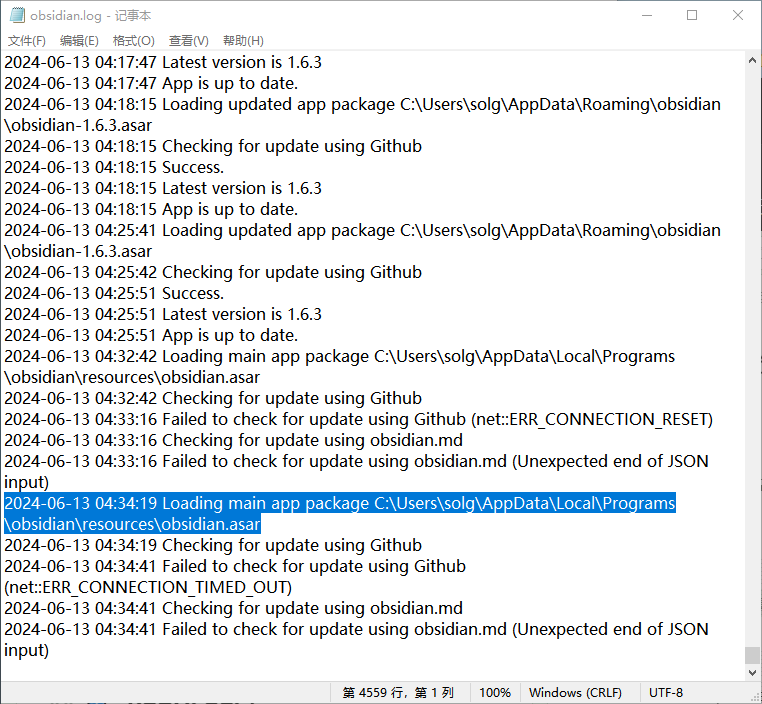 obsidian.log - 记事本
文件(F) 编辑(E) 格式(O) 查看(V) 帮助(H)
2024-06-13 04:17:47 Latest version is 1.6.3
2024-06-13 04:17:47 App is up to date.
2024-06-13 04:18:15 Loading updated app package C:\Users\solg\AppData\Roaming\obsidian
\obsidian-1.6.3.asar
2024-06-13 04:18:15 Checking for update using Github
2024-06-13 04:18:15 Success.
2024-06-13 04:18:15 Latest version is 1.6.3
2024-06-13 04:18:15 App is up to date.
2024-06-13 04:25:41 Loading updated app package C:\Users\solg\AppData\Roaming\obsidian
\obsidian-1.6.3.asar
2024-06-13 04:25:42 Checking for update using Github
2024-06-13 04:25:51 Success.
2024-06-13 04:25:51 Latest version is 1.6.3
2024-06-13 04:25:51 App is up to date.
2024-06-13 04:32:42 Loading main app package C:\Users\solg\AppData\Local\Programs
\obsidian\resources\obsidian.asar
2024-06-13 04:32:42 Checking for update using Github
2024-06-13 04:33:16 Failed to check for update using Github (net::ERR_CONNECTION_RESET)
2024-06-13 04:33:16 Checking for update using obsidian.md
2024-06-13 04:33:16 Failed to check for update using obsidian.md (Unexpected end of JSON
input)
2024-06-13 04:34:19 Loading main app package C:\Users\solg\AppData\Local\Programs
\obsidian\resources\obsidian.asar
2024-06-13 04:34:19 Checking for update using Github
2024-06-13 04:34:41 Failed to check for update using Github
(net::ERR_CONNECTION_TIMED_OUT)
2024-06-13 04:34:41 Checking for update using obsidian.md
2024-06-13 04:34:41 Failed to check for update using obsidian.md (Unexpected end of JSON
input)
第 4559 行，第 1 列 100% Windows (CRLF) UTF-8